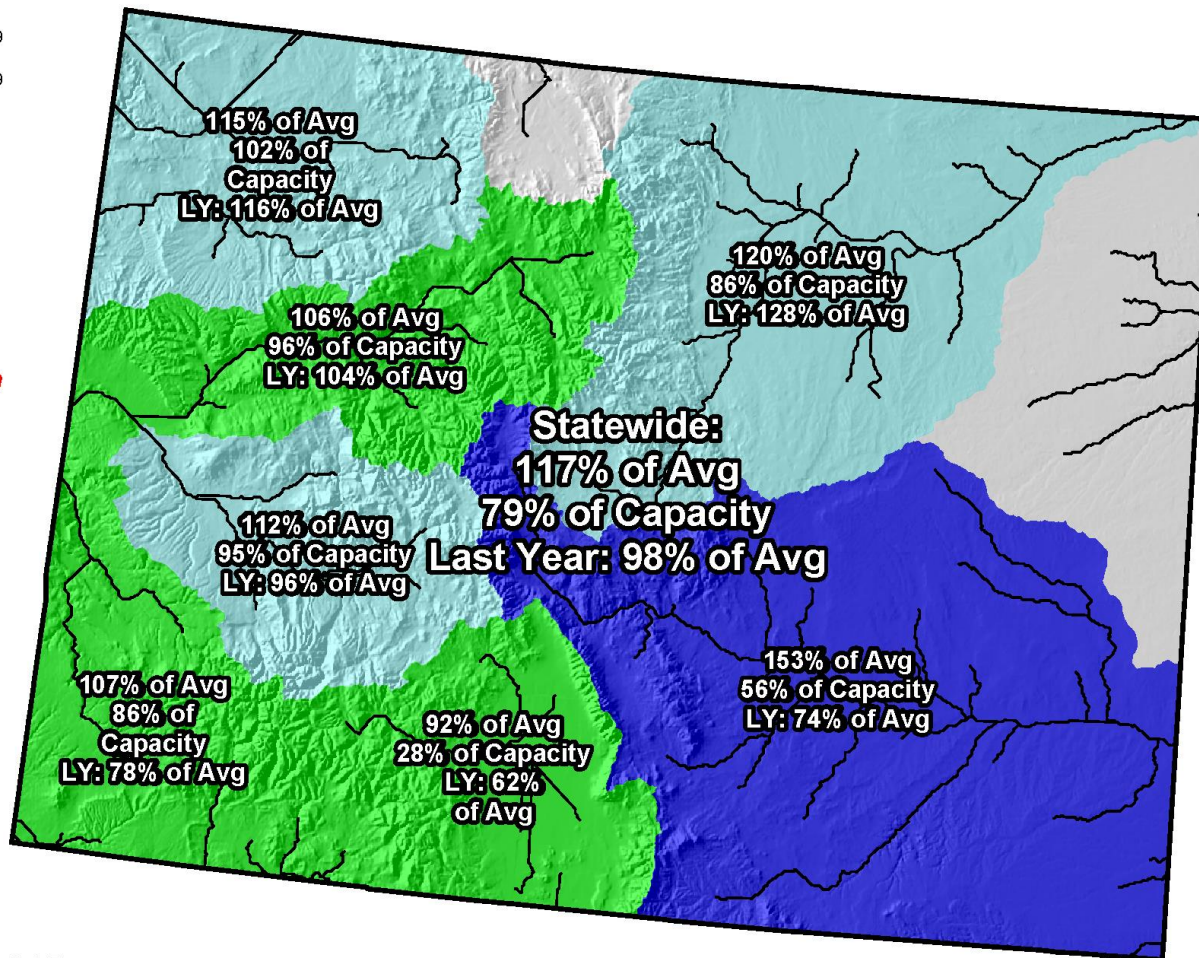 9
9
115% of Avg
102% of
Capacity
LY: 116% of Avg
120% of Avg
86% of Capacity
LY: 128% of Avg
106% of Avg
96% of Capacity
LY: 104% of Avg
Statewide:
117% of Avg
79% of Capacity
Last Year: 98% of Avg
112% of Avg
95% of Capacity
LY: 96% of Avg
153% of Avg
56% of Capacity
LY: 74% of Avg
107% of Avg
86% of
Capacity
LY: 78% of Avg
92% of Avg
28% of Capacity
LY: 62%
of Avg